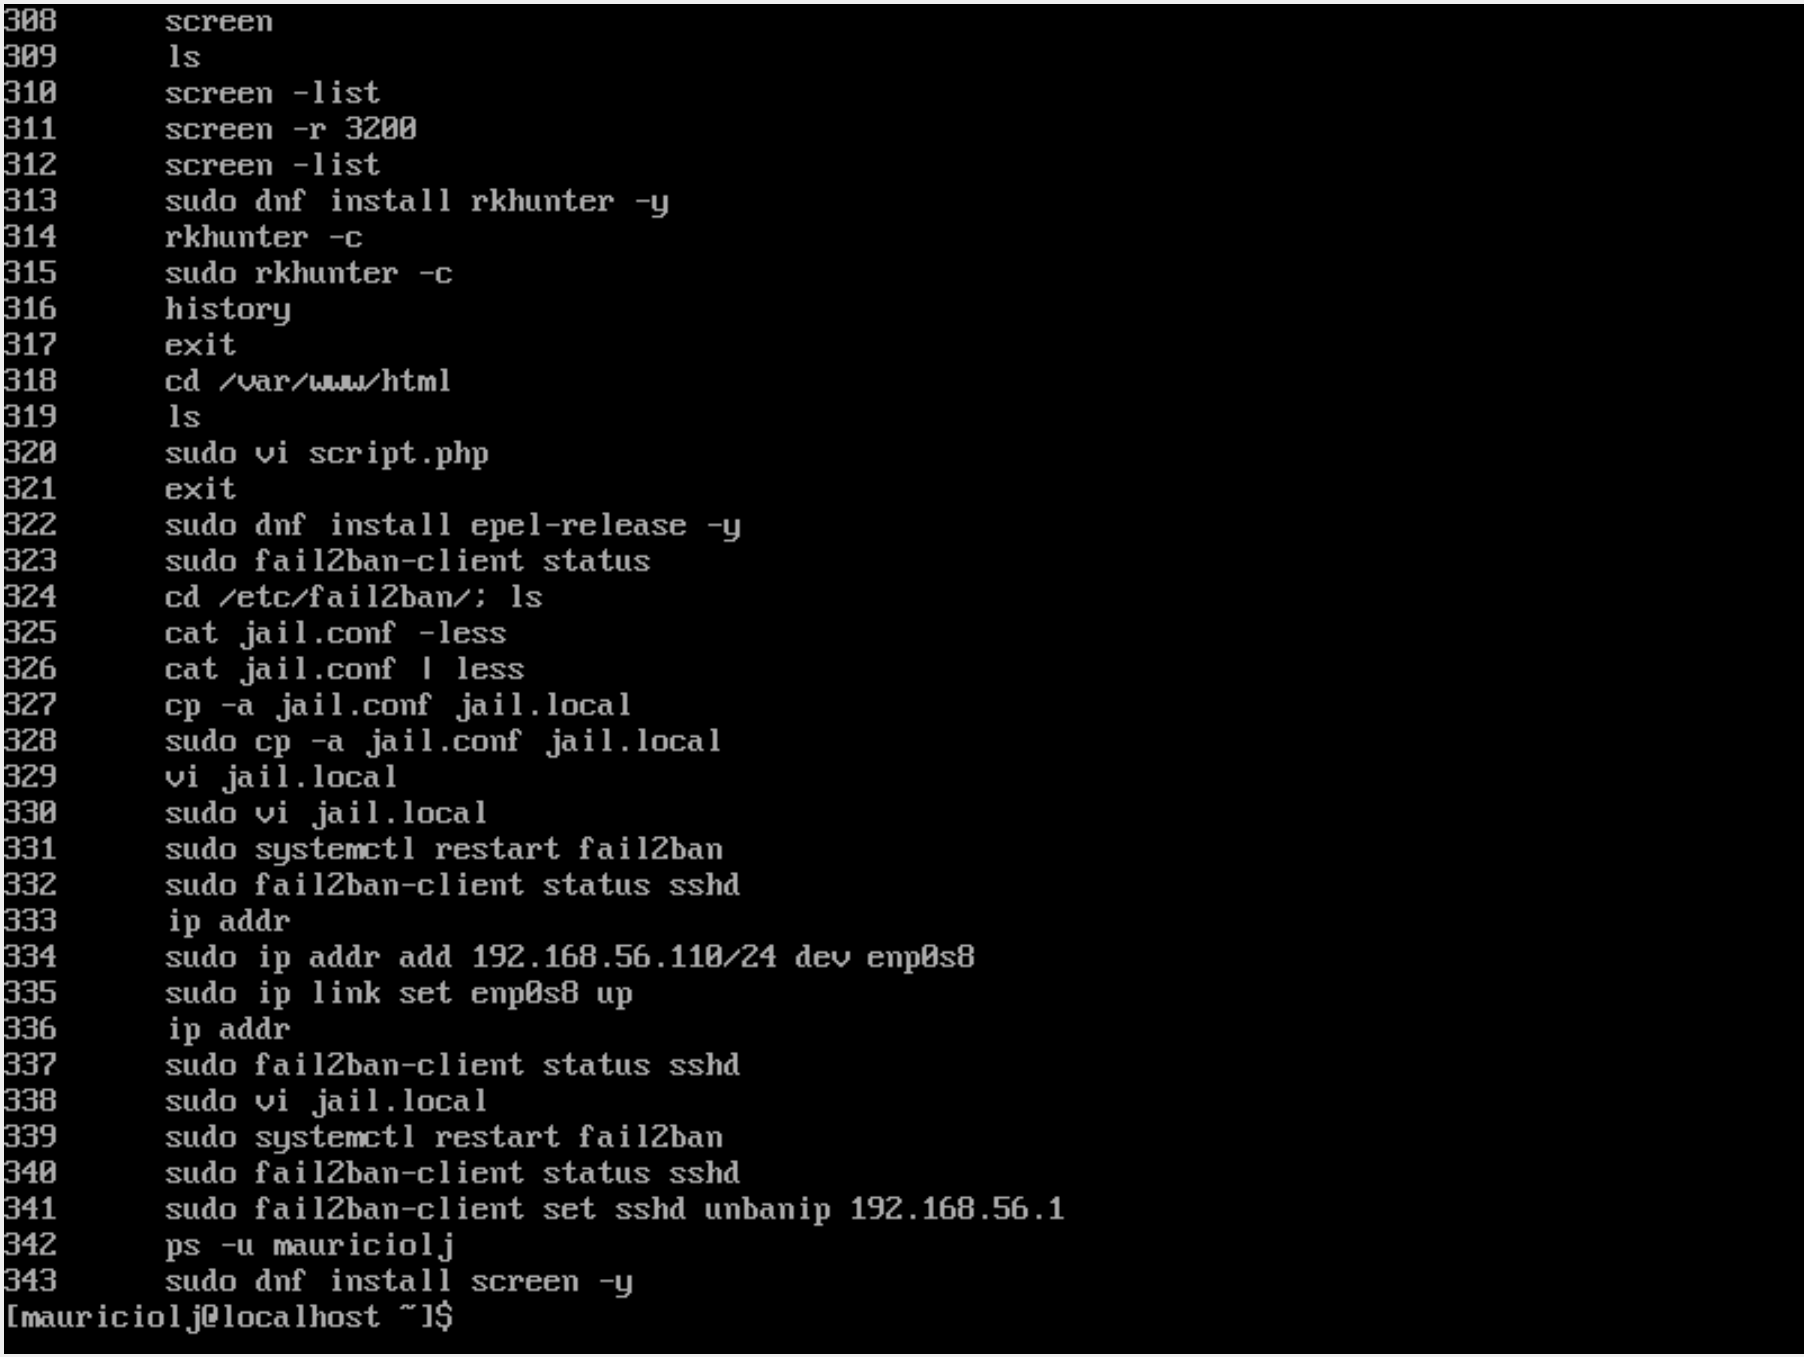 308 screen
309 ls
310 screen -list
311 screen -r 3200
312 screen -list
313 sudo dnf install rkhunter -y
314 rkhunter -c
315 sudo rkhunter -c
316 history
317 exit
318 cd /var/www/html
319 ls
320 sudo vi script.php
321 exit
322 sudo dnf install epel-release -y
323 sudo fail2ban-client status
324 cd /etc/fail2ban/; ls
325 cat jail.conf -less
326 cat jail.conf | less
327 cp -a jail.conf jail.local
328 sudo cp -a jail.conf jail.local
329 vi jail.local
330 sudo vi jail.local
331 sudo systemctl restart fail2ban
332 sudo fail2ban-client status sshd
333 ip addr
334 sudo ip addr add 192.168.56.110/24 dev enp0s8
335 sudo ip link set enp0s8 up
336 ip addr
337 sudo fail2ban-client status sshd
338 sudo vi jail.local
339 sudo systemctl restart fail2ban
340 sudo fail2ban-client status sshd
341 sudo fail2ban-client set sshd unbanip 192.168.56.1
342 ps -u mauriciolj
343 sudo dnf install screen -y
[mauriciolj@localhost ~]$